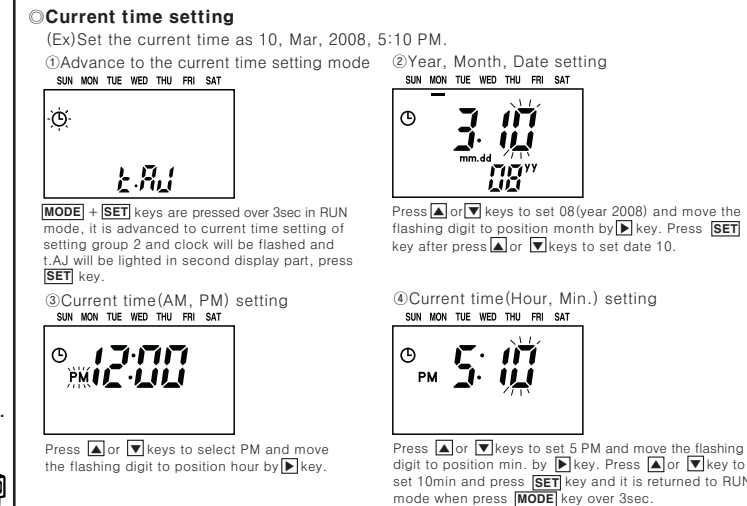 ◎Current time setting
(Ex)Set the current time as 10, Mar, 2008, 5:10 PM.
①Advance to the current time setting mode
SUN MON TUE WED THU FRI SAT
t.AJ
MODE + SET keys are pressed over 3sec in RUN
mode, it is advanced to current time setting of
setting group 2 and clock will be flashed and
t.AJ will be lighted in second display part, press
SET key.
②Year, Month, Date setting
SUN MON TUE WED THU FRI SAT
3. 10
mm.dd
08 yy
Press ▲ or ▼ keys to set 08(year 2008) and move the
flashing digit to position month by ▶ key. Press SET
key after press ▲ or ▼ keys to set date 10.
③Current time(AM, PM) setting
SUN MON TUE WED THU FRI SAT
PM 12:00
Press ▲ or ▼ keys to select PM and move
the flashing digit to position hour by ▶ key.
④Current time(Hour, Min.) setting
SUN MON TUE WED THU FRI SAT
PM 5: 10
Press ▲ or ▼ keys to set 5 PM and move the flashing
digit to position min. by ▶ key. Press ▲ or ▼ key to
set 10min and press SET key and it is returned to RUN
mode when press MODE key over 3sec.